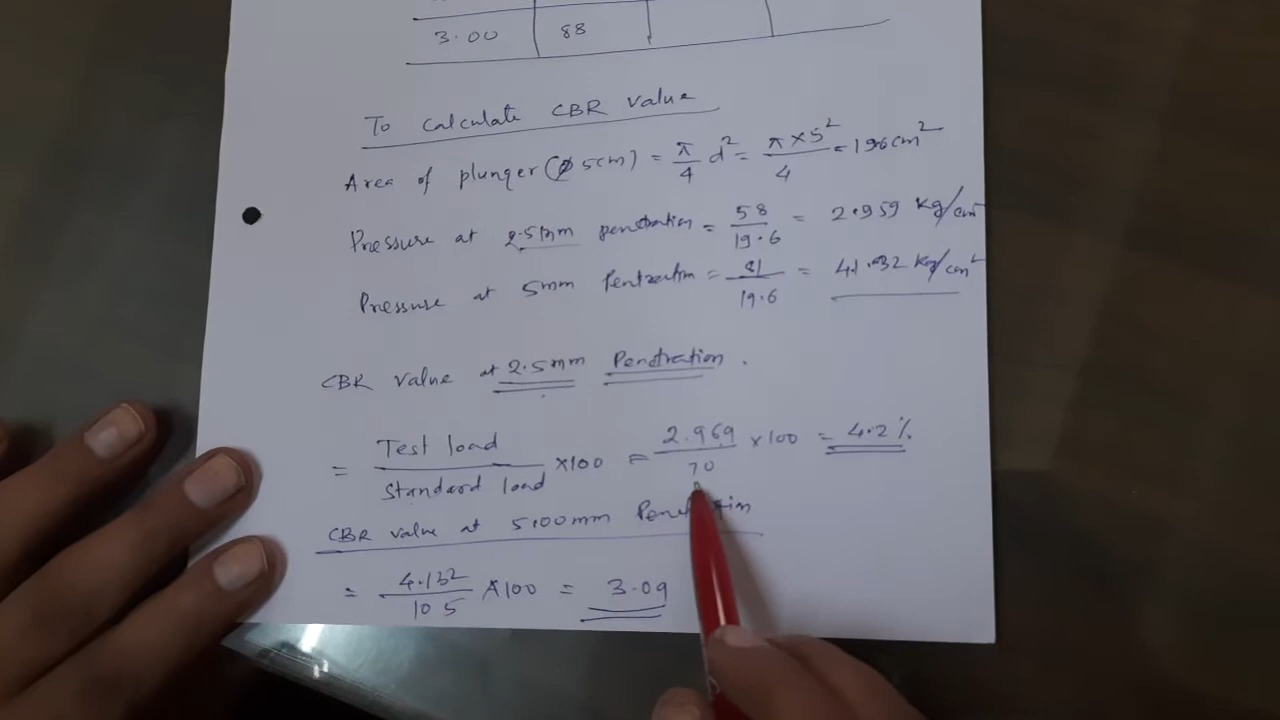 3.00 88
To calculate CBR value
Area of plunger (ϕ 5cm) = π/4 d² = π×5²/4 = 19.6 cm²
Pressure at 2.5mm penetration = 58/19.6 = 2.959 kg/cm²
Pressure at 5mm Pentration = 81/19.6 = 41.32 kg/cm²
CBR value at 2.5mm Penetration.
= Test load/Standard load ×100 = 2.969/70 ×100 = 4.2%
CBR value at 5.00mm
= 4.132/105 ×100 = 3.09